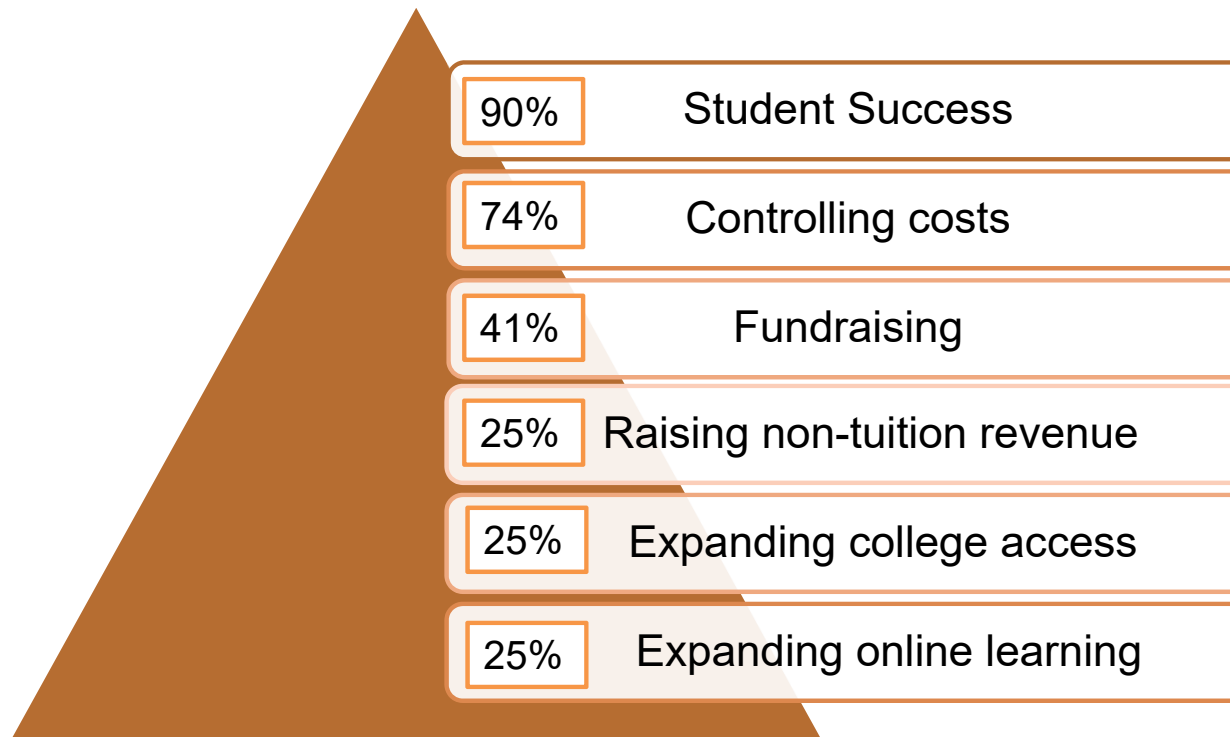 90% Student Success
74% Controlling costs
41% Fundraising
25% Raising non-tuition revenue
25% Expanding college access
25% Expanding online learning